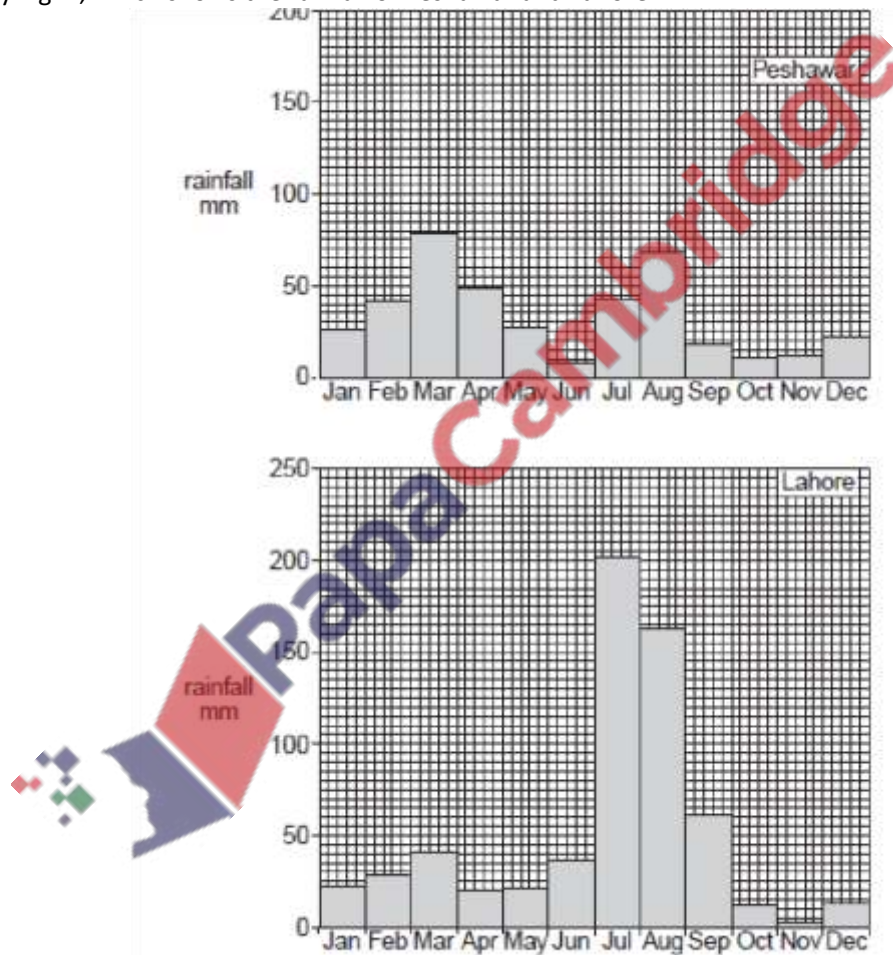 200
Peshawar
150
rainfall
mm
100
50
0
Jan Feb Mar Apr May Jun Jul Aug Sep Oct Nov Dec
250
Lahore
200
150
rainfall
mm
100
50
0
Jan Feb Mar Apr May Jun Jul Aug Sep Oct Nov Dec
PapaCambridge